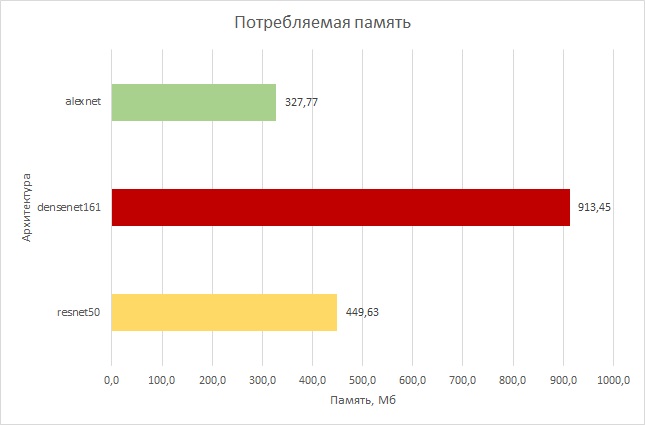 Потребляемая память
alexnet
327,77
Архитектура
densenet161
913,45
resnet50
449,63
0,0 100,0 200,0 300,0 400,0 500,0 600,0 700,0 800,0 900,0 1000,0
Память, Мб